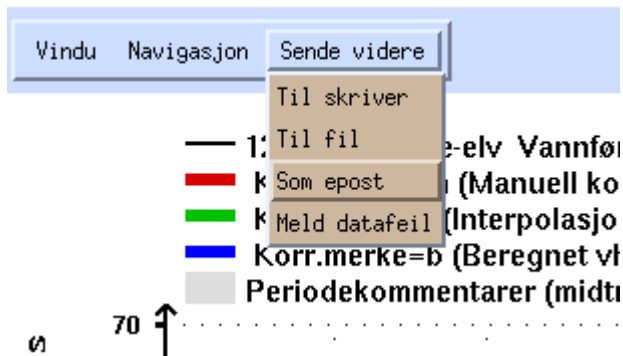 Vindu Navigasjon Sende videre
Til skriver
Til fil
Som epost
Meld datafeil
e-elv Vannfør
(Manuell ko
(Interpolasjo
Korr.merke=b (Beregnet vh
Periodekommentarer (midt
70
s